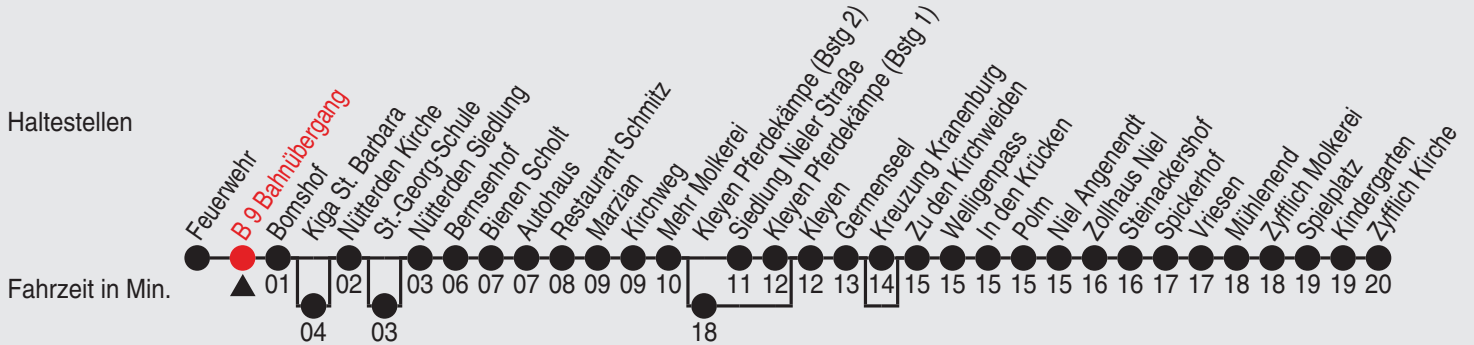 Haltestellen
Feuerwehr
B 9 Bahnübergang
Bomshof
Kiga St. Barbara
Nütterden Kirche
St.-Georg-Schule
Nütterden Siedlung
Bernsenhof
Bienen Scholt
Autohaus
Restaurant Schmitz
Marzian
Kirchweg
Mehr Molkerei
Kleyen Pferdekämpe (Bstg 2)
Siedlung Nieler Straße
Kleyen Pferdekämpe (Bstg 1)
Kleyen
Germenseel
Kreuzung Kranenburg
Zu den Kirchweiden
Welligenpass
In den Krücken
Polm
Niel Angenendt
Zollhaus Niel
Steinackershof
Spickerhof
Vriesen
Mühlenend
Zyfflich Molkerei
Spielplatz
Kindergarten
Zyfflich Kirche
Fahrzeit in Min.
01 02 03 06 07 07 08 09 09 10 11 12 12 13 14 15 15 15 15 15 16 16 17 17 18 18 19 19 20
04 03 18